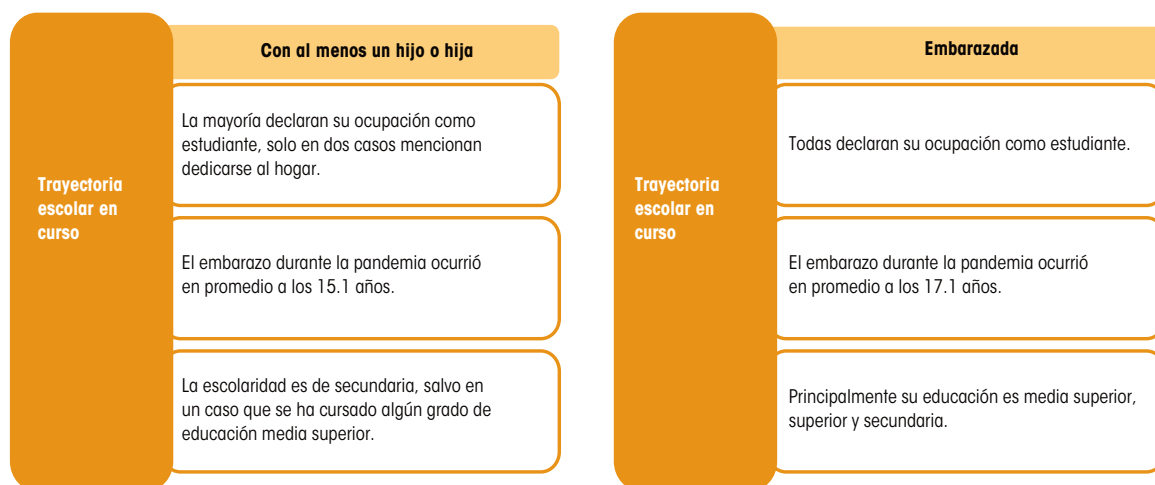 Con al menos un hijo o hija
Trayectoria
escolar en
curso
La mayoría declaran su ocupación como
estudiante, solo en dos casos mencionan
dedicarse al hogar.
El embarazo durante la pandemia ocurrió
en promedio a los 15.1 años.
La escolaridad es de secundaria, salvo en
un caso que se ha cursado algún grado de
educación media superior.
Embarazada
Trayectoria
escolar en
curso
Todas declaran su ocupación como estudiante.
El embarazo durante la pandemia ocurrió
en promedio a los 17.1 años.
Principalmente su educación es media superior,
superior y secundaria.